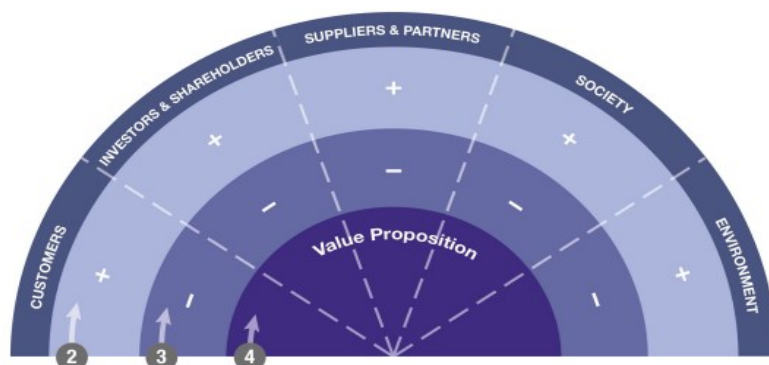 CUSTOMERS
INVESTORS & SHAREHOLDERS
SUPPLIERS & PARTNERS
SOCIETY
ENVIRONMENT
+
+
+
+
+
−
−
−
−
−
Value Proposition
2
3
4